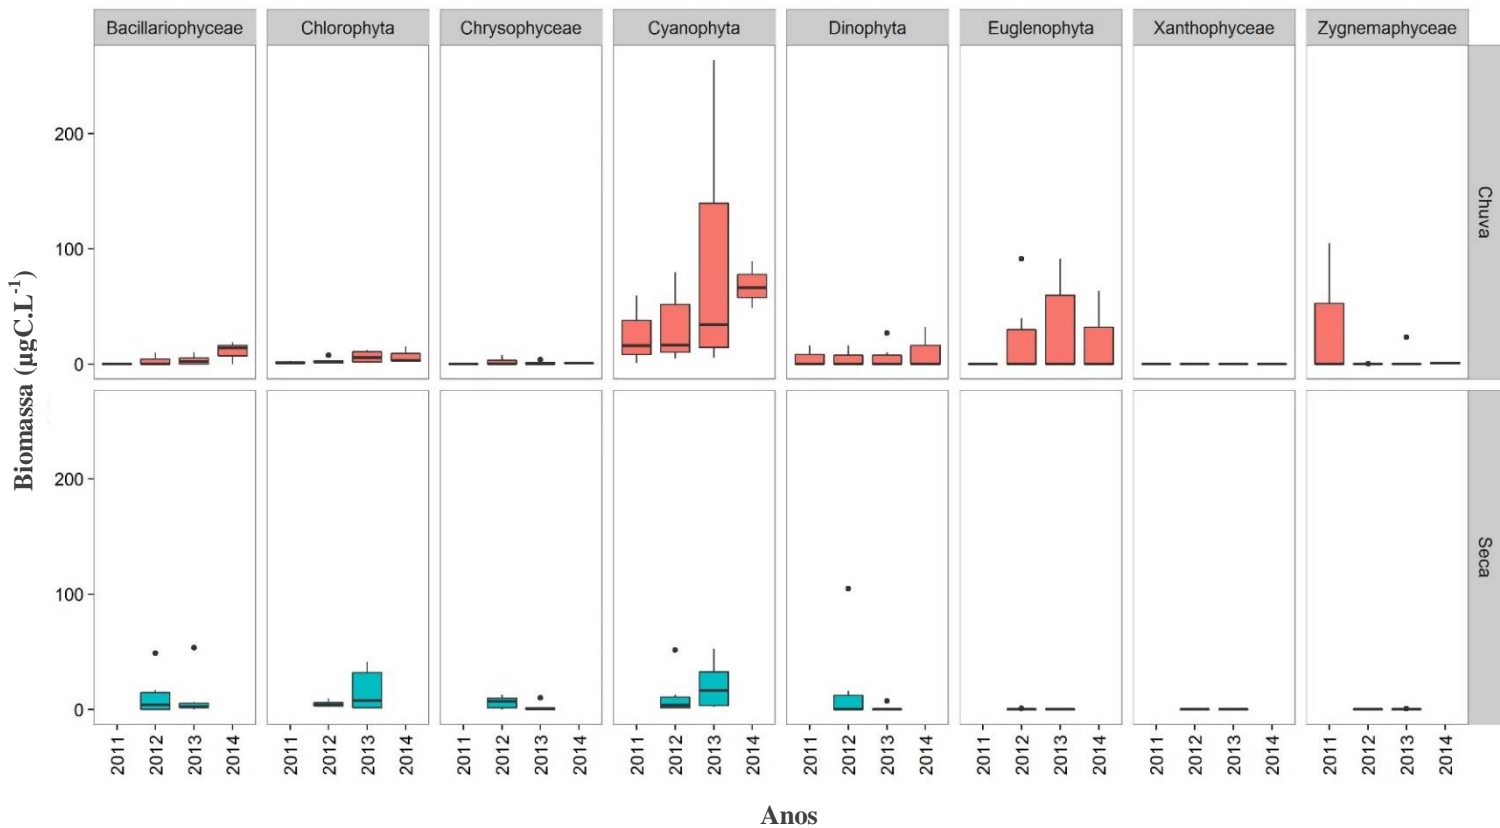 Bacillariophyceae Chlorophyta Chrysophyceae Cyanophyta Dinophyta Euglenophyta Xanthophyceae Zygnemaphyceae
200
100
0
Chuva
Biomassa (µgC.L⁻¹)
200
100
0
Seca
2011 2012 2013 2014 2011 2012 2013 2014 2011 2012 2013 2014 2011 2012 2013 2014 2011 2012 2013 2014 2011 2012 2013 2014 2011 2012 2013 2014 2011 2012 2013 2014
Anos